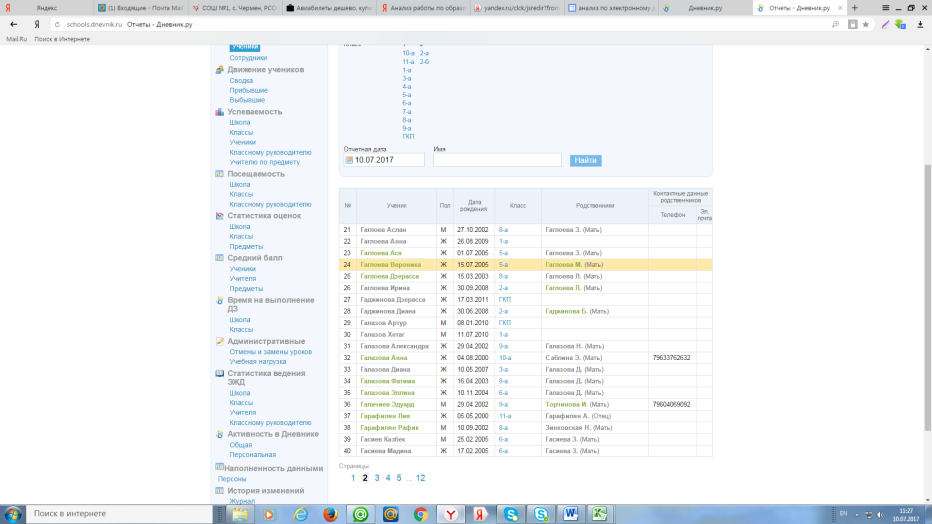 Яндекс
(1) Входящие - Почта Mail
СОШ №1, с. Чермен, РСО
Авиабилеты дешево, купи
Анализ работы по образо
yandex.ru/clck/jsredir?from
анализ по электронному д
Дневник.ру
Отчеты - Дневник.ру
schools.dnevnik.ru Отчеты - Дневник.ру
Mail.Ru Поиск в Интернете
Ученики
Сотрудники
Движение учеников
Сводка
Прибывшие
Выбывшие
Успеваемость
Школа
Классы
Ученики
Классному руководителю
Учителю по предмету
Посещаемость
Школа
Классы
Классному руководителю
Статистика оценок
Школа
Классы
Предметы
Средний балл
Ученики
Учителя
Предметы
Время на выполнение
ДЗ
Школа
Классы
Административные
Отмены и замены уроков
Учебная нагрузка
Статистика ведения
ЭЖД
Школа
Классы
Учителя
Классному руководителю
Активность в Дневнике
Общая
Персональная
Наполненность данными
Персоны
История изменений
Журнал
10-а 2-а
11-а 2-б
1-а
3-а
4-а
5-а
6-а
7-а
8-а
9-а
ГКП
Отчетная дата Имя
10.07.2017 Найти
№ Ученик Пол Дата рождения Класс Родственники Контактные данные родственников Телефон Эл. почта
21 Гаглоев Аслан М 27.10.2002 8-а Гаглоева З. (Мать)
22 Гаглоева Анна Ж 26.08.2009 1-а
23 Гаглоева Ася Ж 01.07.2005 5-а Гаглоева З. (Мать)
24 Гаглоева Вероника Ж 15.07.2005 5-а Гаглоева М. (Мать)
25 Гаглоева Дзерасса Ж 15.03.2003 8-а Гаглоева Л. (Мать)
26 Гаглоева Ирина Ж 30.09.2008 2-а Гаглоева Л. (Мать)
27 Гаджинова Дзерасса Ж 17.03.2011 ГКП
28 Гаджинова Диана Ж 30.06.2008 2-а Гаджинова Б. (Мать)
29 Галазов Артур М 08.01.2010 ГКП
30 Галазов Хетаг М 11.07.2010 1-а
31 Галазова Александра Ж 29.04.2002 9-а Галазова Н. (Мать)
32 Галазова Анна Ж 04.08.2000 10-а Саблина Э. (Мать) 79633762632
33 Галазова Диана Ж 10.05.2007 3-а Галазова Д. (Мать)
34 Галазова Фатима Ж 16.04.2003 8-а Галазова Д. (Мать)
35 Галазова Эллина Ж 10.11.2004 6-а Галазова Д. (Мать)
36 Галачиев Эдуард М 29.04.2002 9-а Торчинова И. (Мать) 79604069092
37 Гарафилян Лия Ж 05.05.2000 11-а Гарафилян А. (Отец)
38 Гарафилян Рафик М 10.09.2002 8-а Зинковская Н. (Мать)
39 Гасиев Казбек М 25.02.2005 6-а Гасиева З. (Мать)
40 Гасиева Мадина Ж 17.02.2005 6-а Гасиева З. (Мать)
Страницы:
1 2 3 4 5 ... 12
Поиск в интернете
EN
11:27
10.07.2017